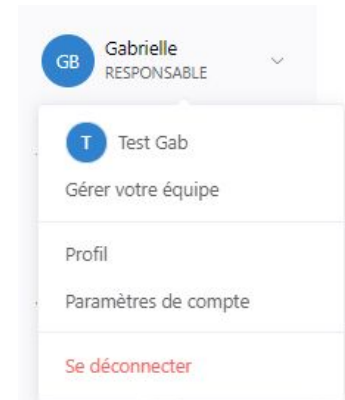 GB
Gabrielle
RESPONSABLE
T Test Gab
Gérer votre équipe
Profil
Paramètres de compte
Se déconnecter